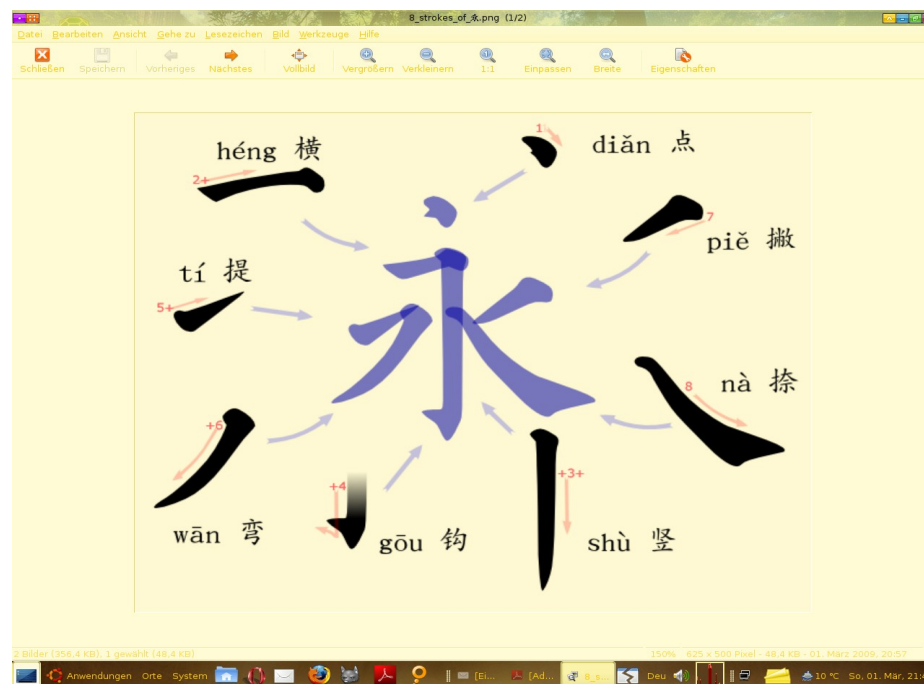 8_strokes_of_永.png (1/2)
Datei Bearbeiten Ansicht Gehe zu Lesezeichen Bild Werkzeuge Hilfe
Schließen Speichern Vorheriges Nächstes Vollbild Vergrößern Verkleinern 1:1 Einpassen Breite Eigenschaften
héng 横
2+
1
diǎn 点
7
piě 撇
tí 提
5+
永
8
nà 捺
+6
wān 弯
+4
gōu 钩
+3+
shù 竖
2 Bilder (356,4 KB), 1 gewählt (48,4 KB)
150% 625 x 500 Pixel - 48,4 KB - 01. März 2009, 20:57
Anwendungen Orte System [Ei... [Ad... 8_s... Deu 10 °C So, 01. Mär, 21: